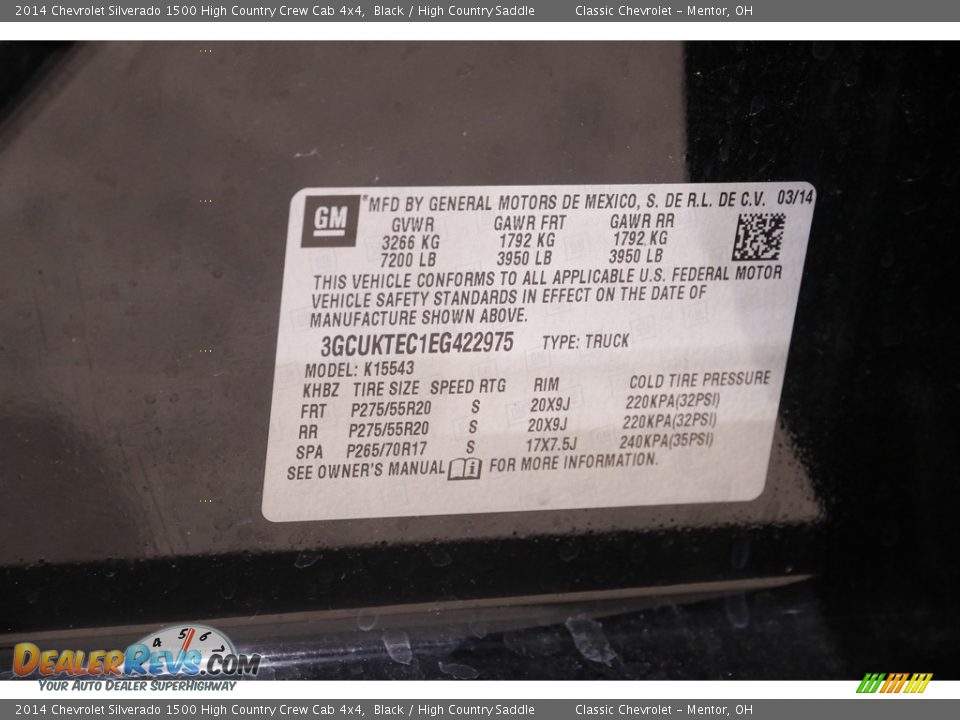 2014 Chevrolet Silverado 1500 High Country Crew Cab 4x4, Black / High Country Saddle Classic Chevrolet – Mentor, OH
GM
®MFD BY GENERAL MOTORS DE MEXICO, S. DE R.L. DE C.V. 03/14
GVWR GAWR FRT GAWR RR
3266 KG 1792 KG 1792 KG
7200 LB 3950 LB 3950 LB
THIS VEHICLE CONFORMS TO ALL APPLICABLE U.S. FEDERAL MOTOR
VEHICLE SAFETY STANDARDS IN EFFECT ON THE DATE OF
MANUFACTURE SHOWN ABOVE.
3GCUKTEC1EG422975 TYPE: TRUCK
MODEL: K15543
KHBZ TIRE SIZE SPEED RTG RIM COLD TIRE PRESSURE
FRT P275/55R20 S 20X9J 220KPA(32PSI)
RR P275/55R20 S 20X9J 220KPA(32PSI)
SPA P265/70R17 S 17X7.5J 240KPA(35PSI)
SEE OWNER'S MANUAL FOR MORE INFORMATION.
4 5 6 7
DEALERREVS.COM
YOUR AUTO DEALER SUPERHIGHWAY
2014 Chevrolet Silverado 1500 High Country Crew Cab 4x4, Black / High Country Saddle Classic Chevrolet – Mentor, OH